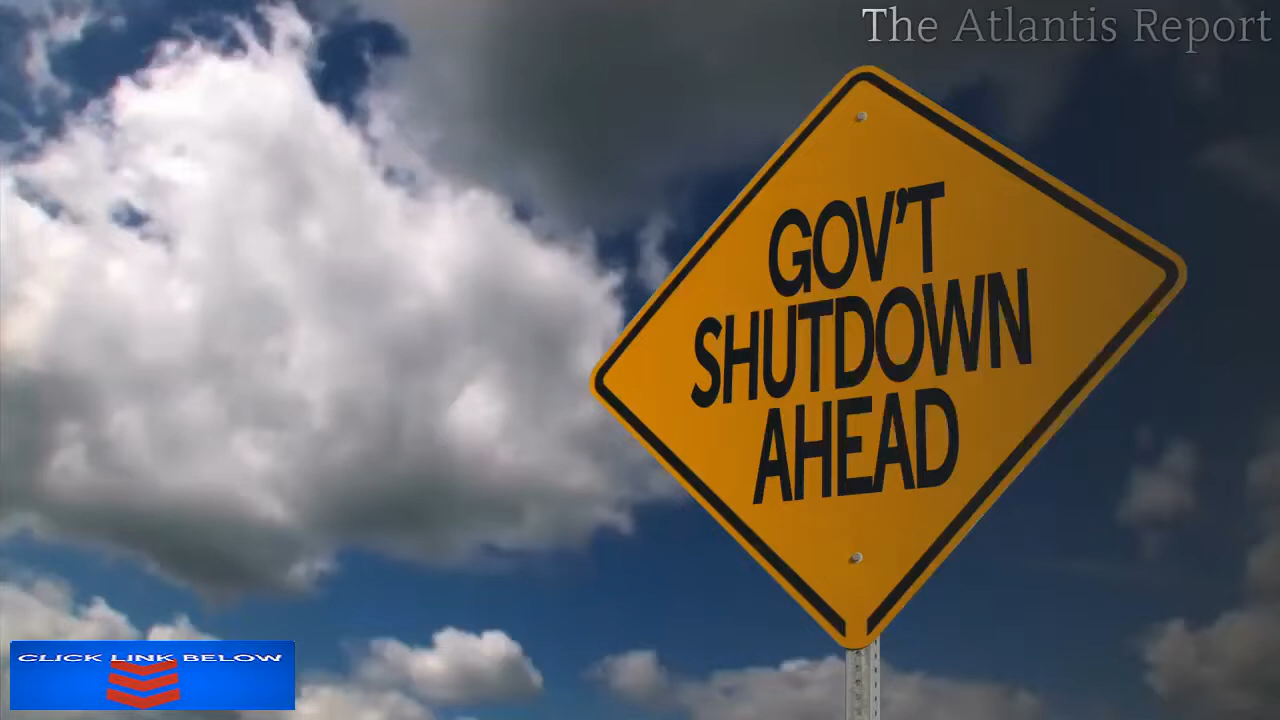 The Atlantis Report
GOV'T
SHUTDOWN
AHEAD
CLICK LINK BELOW